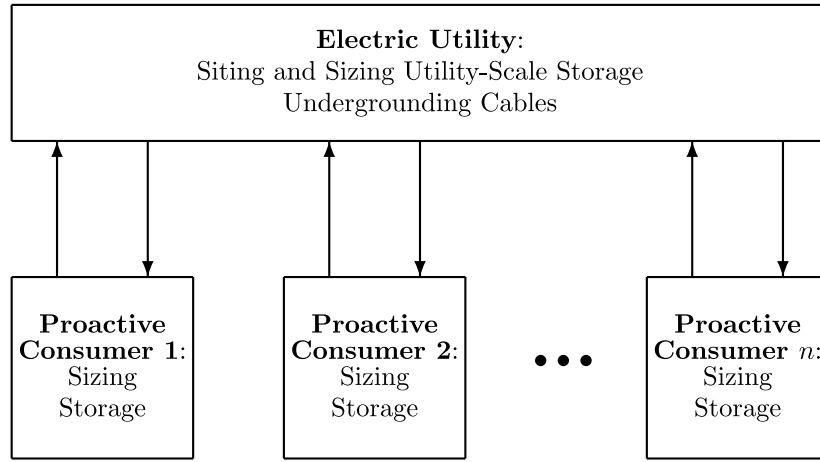 Electric Utility:
Siting and Sizing Utility-Scale Storage
Undergrounding Cables
Proactive
Consumer 1:
Sizing
Storage
Proactive
Consumer 2:
Sizing
Storage
Proactive
Consumer n:
Sizing
Storage